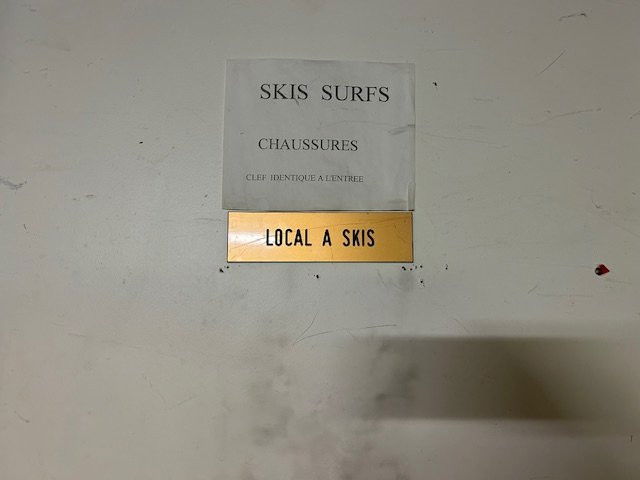 SKIS SURFS
CHAUSSURES
CLEF IDENTIQUE A L'ENTREE
LOCAL A SKIS